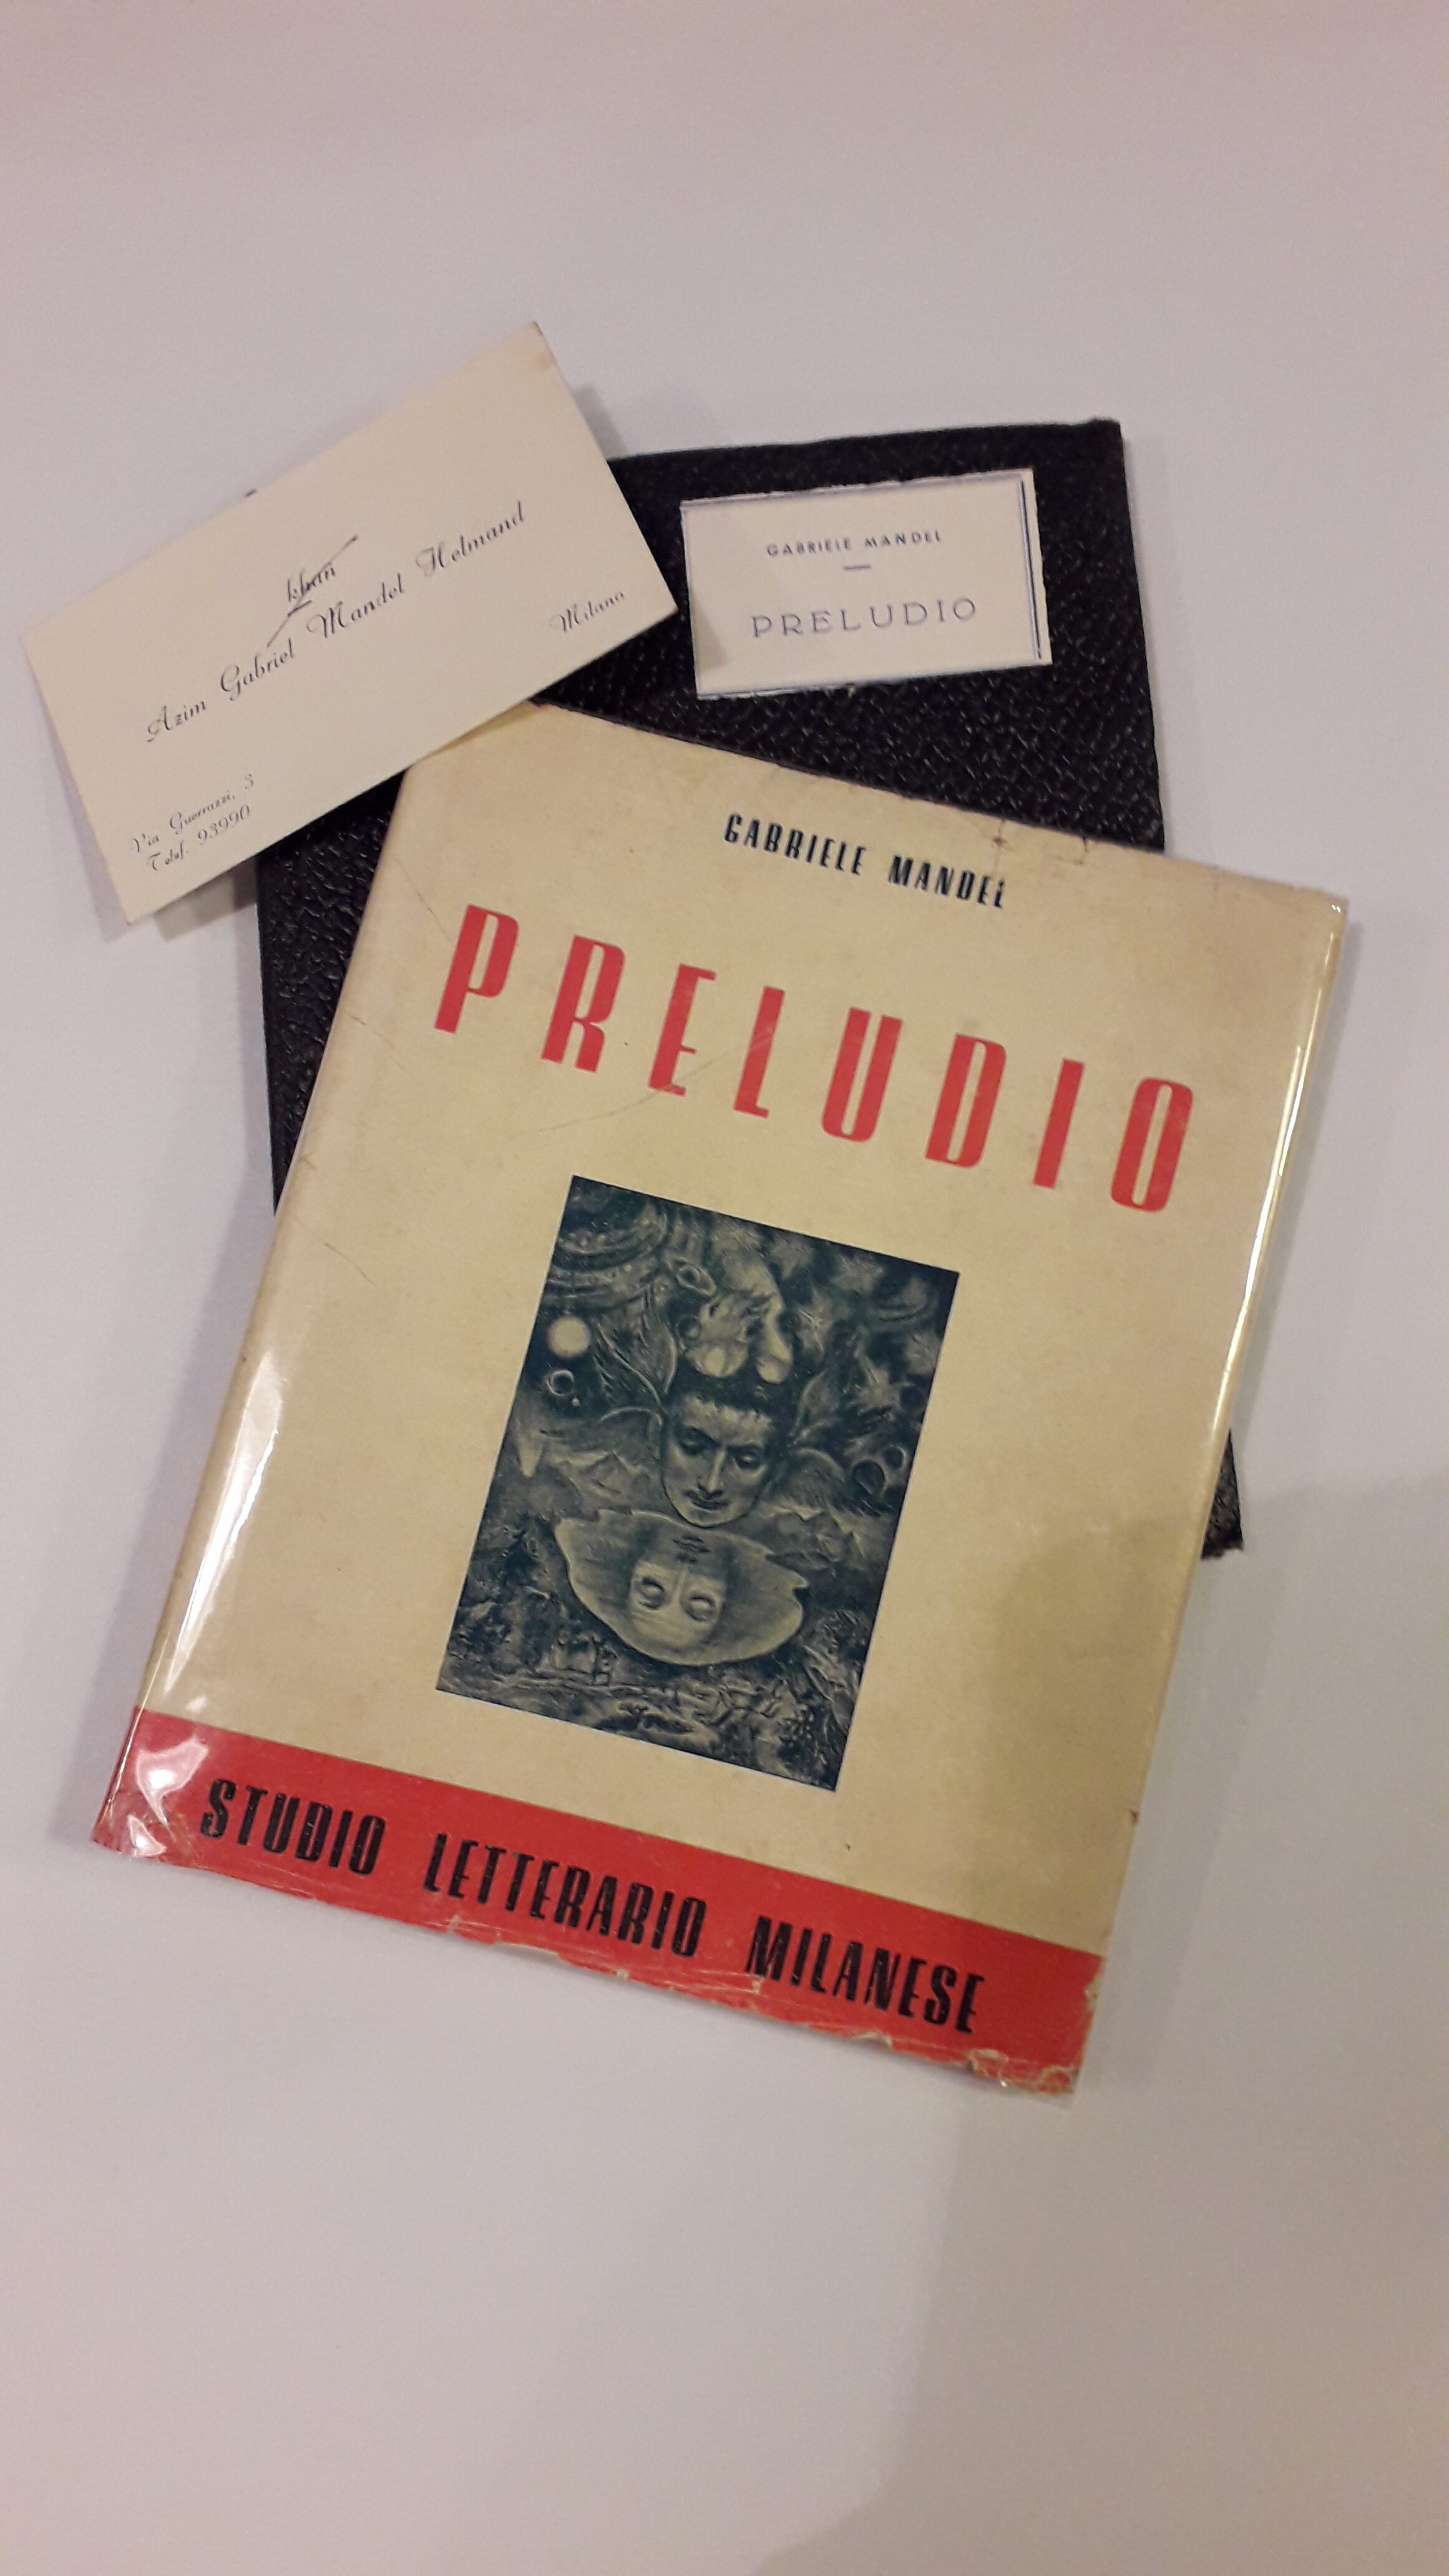 khan
Azim Gabriel Mandel Helmand
Milano
Via Guerrazzi, 3
Telef. 93990
GABRIELE MANDEL
PRELUDIO
GABRIELE MANDEL
PRELUDIO
STUDIO LETTERARIO MILANESE